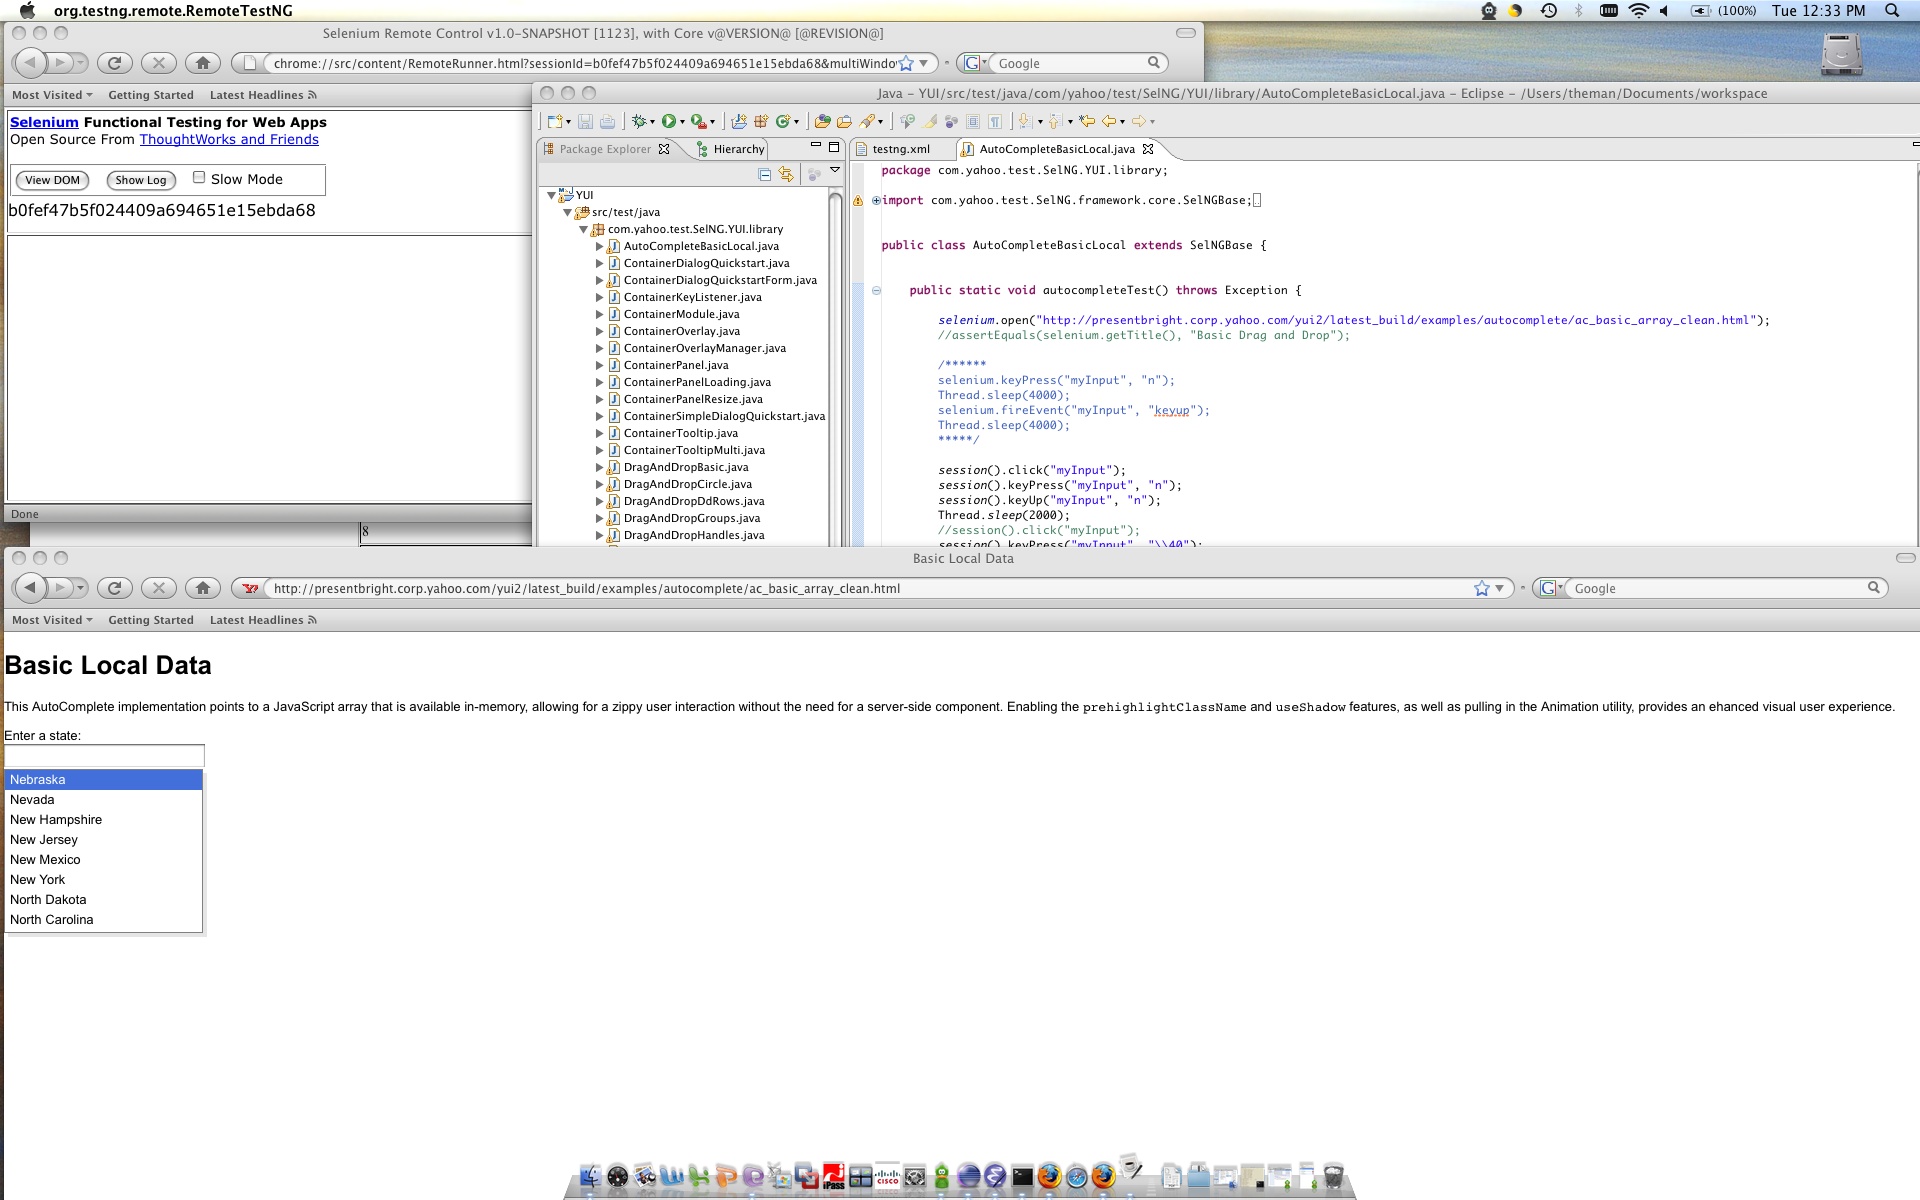 org.testng.remote.RemoteTestNG
(100%) Tue 12:33 PM
Selenium Remote Control v1.0-SNAPSHOT [1123], with Core v@VERSION@ [@REVISION@]
chrome://src/content/RemoteRunner.html?sessionId=b0fef47b5f024409a694651e15ebda68&multiWindo
Google
Most Visited Getting Started Latest Headlines
Selenium Functional Testing for Web Apps
Open Source From ThoughtWorks and Friends
View DOM Show Log Slow Mode
b0fef47b5f024409a694651e15ebda68
Done
8
Java - YUI/src/test/java/com/yahoo/test/SelNG/YUI/library/AutoCompleteBasicLocal.java - Eclipse - /Users/theman/Documents/workspace
Package Explorer Hierarchy
YUI
src/test/java
com.yahoo.test.SelNG.YUI.library
AutoCompleteBasicLocal.java
ContainerDialogQuickstart.java
ContainerDialogQuickstartForm.java
ContainerKeyListener.java
ContainerModule.java
ContainerOverlay.java
ContainerOverlayManager.java
ContainerPanel.java
ContainerPanelLoading.java
ContainerPanelResize.java
ContainerSimpleDialogQuickstart.java
ContainerTooltip.java
ContainerTooltipMulti.java
DragAndDropBasic.java
DragAndDropCircle.java
DragAndDropDdRows.java
DragAndDropGroups.java
DragAndDropHandles.java
testng.xml AutoCompleteBasicLocal.java
package com.yahoo.test.SelNG.YUI.library;
import com.yahoo.test.SelNG.framework.core.SelNGBase;
public class AutoCompleteBasicLocal extends SelNGBase {
public static void autocompleteTest() throws Exception {
selenium.open("http://presentbright.corp.yahoo.com/yui2/latest_build/examples/autocomplete/ac_basic_array_clean.html");
//assertEquals(selenium.getTitle(), "Basic Drag and Drop");
/******
selenium.keyPress("myInput", "n");
Thread.sleep(4000);
selenium.fireEvent("myInput", "keyup");
Thread.sleep(4000);
*****/
session().click("myInput");
session().keyPress("myInput", "n");
session().keyUp("myInput", "n");
Thread.sleep(2000);
//session().click("myInput");
session().keyPress("myInput", "\\40");
Basic Local Data
http://presentbright.corp.yahoo.com/yui2/latest_build/examples/autocomplete/ac_basic_array_clean.html
Google
Most Visited Getting Started Latest Headlines
Basic Local Data
This AutoComplete implementation points to a JavaScript array that is available in-memory, allowing for a zippy user interaction without the need for a server-side component. Enabling the prehighlightClassName and useShadow features, as well as pulling in the Animation utility, provides an ehanced visual user experience.
Enter a state:
Nebraska
Nevada
New Hampshire
New Jersey
New Mexico
New York
North Dakota
North Carolina
iPass
CISCO